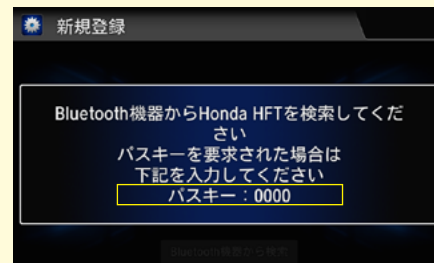 新規登録
Bluetooth機器からHonda HFTを検索してくだ
さい
パスキーを要求された場合は
下記を入力してください
パスキー：0000
Bluetooth機器から検索